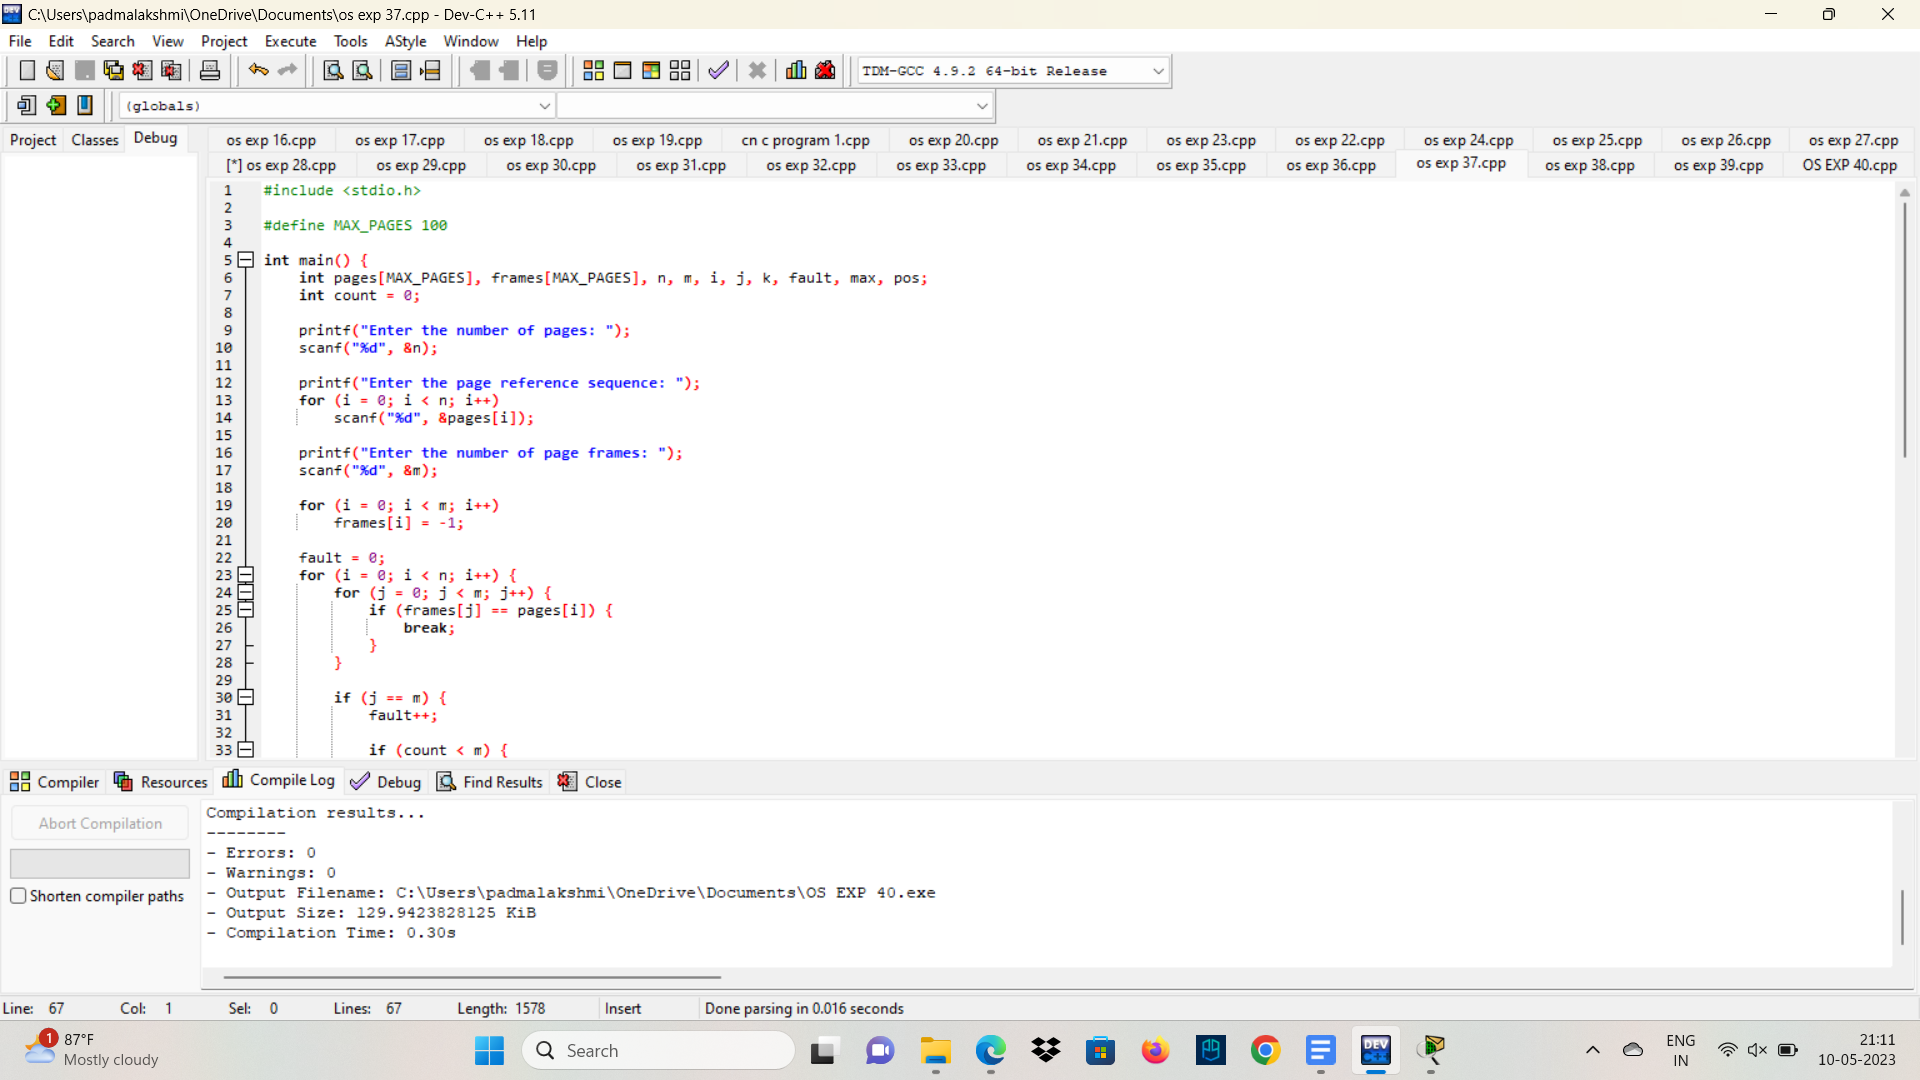 C:\Users\padmalakshmi\OneDrive\Documents\os exp 37.cpp - Dev-C++ 5.11
File Edit Search View Project Execute Tools AStyle Window Help
TDM-GCC 4.9.2 64-bit Release
(globals)
Project Classes Debug
os exp 16.cpp os exp 17.cpp os exp 18.cpp os exp 19.cpp cn c program 1.cpp os exp 20.cpp os exp 21.cpp os exp 23.cpp os exp 22.cpp os exp 24.cpp os exp 25.cpp os exp 26.cpp os exp 27.cpp
[*] os exp 28.cpp os exp 29.cpp os exp 30.cpp os exp 31.cpp os exp 32.cpp os exp 33.cpp os exp 34.cpp os exp 35.cpp os exp 36.cpp os exp 37.cpp os exp 38.cpp os exp 39.cpp OS EXP 40.cpp
1 #include <stdio.h>
2
3 #define MAX_PAGES 100
4
5 int main() {
6 int pages[MAX_PAGES], frames[MAX_PAGES], n, m, i, j, k, fault, max, pos;
7 int count = 0;
8
9 printf("Enter the number of pages: ");
10 scanf("%d", &n);
11
12 printf("Enter the page reference sequence: ");
13 for (i = 0; i < n; i++)
14 scanf("%d", &pages[i]);
15
16 printf("Enter the number of page frames: ");
17 scanf("%d", &m);
18
19 for (i = 0; i < m; i++)
20 frames[i] = -1;
21
22 fault = 0;
23 for (i = 0; i < n; i++) {
24 for (j = 0; j < m; j++) {
25 if (frames[j] == pages[i]) {
26 break;
27 }
28 }
29
30 if (j == m) {
31 fault++;
32
33 if (count < m) {
Compiler Resources Compile Log Debug Find Results Close
Abort Compilation
Shorten compiler paths
Compilation results...
--------
- Errors: 0
- Warnings: 0
- Output Filename: C:\Users\padmalakshmi\OneDrive\Documents\OS EXP 40.exe
- Output Size: 129.9423828125 KiB
- Compilation Time: 0.30s
Line: 67 Col: 1 Sel: 0 Lines: 67 Length: 1578 Insert Done parsing in 0.016 seconds
1
87°F
Mostly cloudy
Search
DEV C++
ENG
IN
21:11
10-05-2023